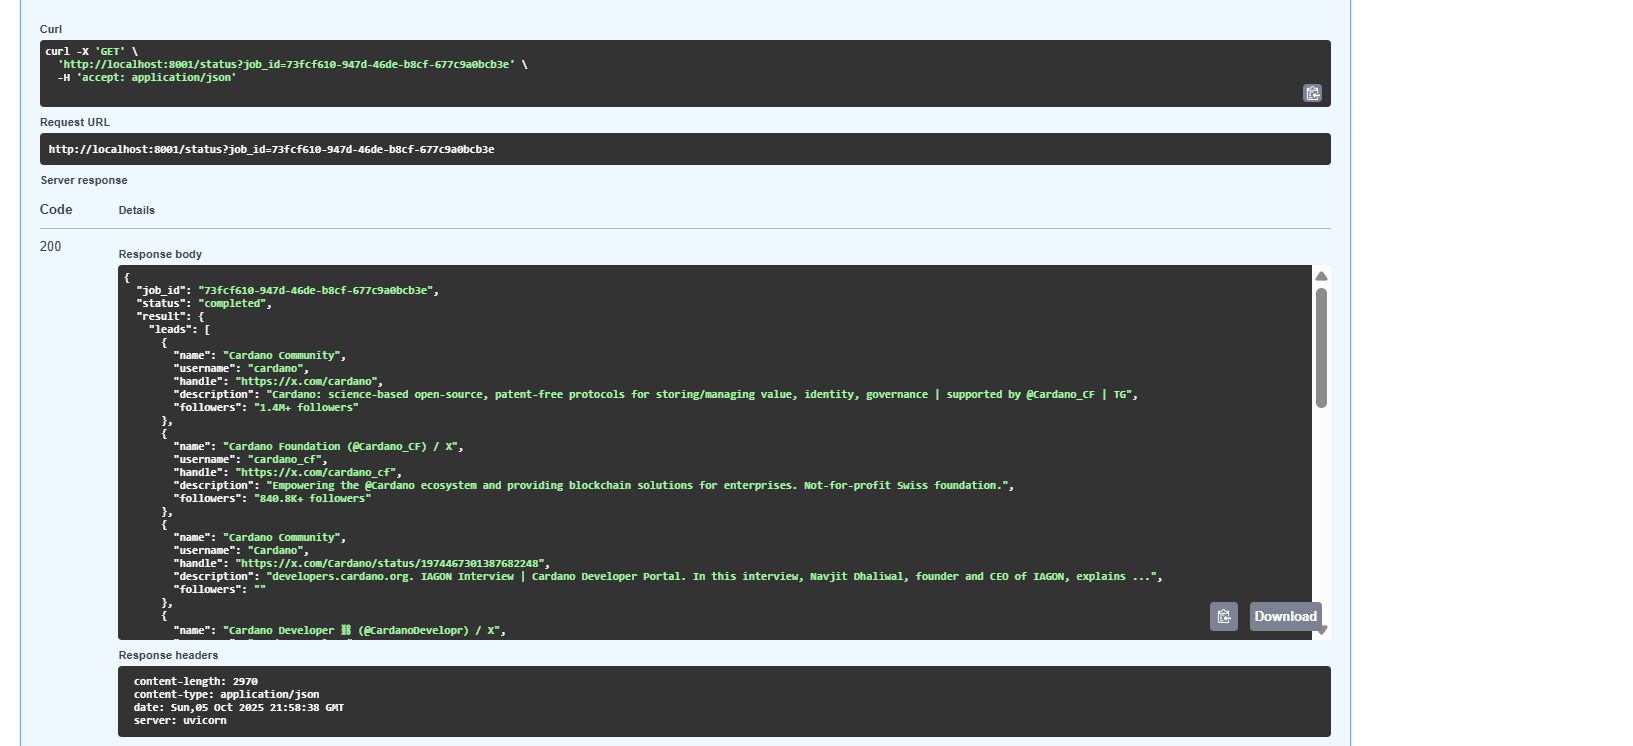 Curl
curl -X 'GET' \
  'http://localhost:8001/status?job_id=73fcf610-947d-46de-b8cf-677c9a0bcb3e' \
  -H 'accept: application/json'
Request URL
http://localhost:8001/status?job_id=73fcf610-947d-46de-b8cf-677c9a0bcb3e
Server response
Code Details
200
Response body
{
  "job_id": "73fcf610-947d-46de-b8cf-677c9a0bcb3e",
  "status": "completed",
  "result": {
    "leads": [
      {
        "name": "Cardano Community",
        "username": "cardano",
        "handle": "https://x.com/cardano",
        "description": "Cardano: science-based open-source, patent-free protocols for storing/managing value, identity, governance | supported by @Cardano_CF | TG",
        "followers": "1.4M+ followers"
      },
      {
        "name": "Cardano Foundation (@Cardano_CF) / X",
        "username": "cardano_cf",
        "handle": "https://x.com/cardano_cf",
        "description": "Empowering the @Cardano ecosystem and providing blockchain solutions for enterprises. Not-for-profit Swiss foundation.",
        "followers": "840.8K+ followers"
      },
      {
        "name": "Cardano Community",
        "username": "Cardano",
        "handle": "https://x.com/Cardano/status/1974467301387682248",
        "description": "developers.cardano.org. IAGON Interview | Cardano Developer Portal. In this interview, Navjit Dhaliwal, founder and CEO of IAGON, explains ...",
        "followers": ""
      },
      {
        "name": "Cardano Developer ⛓️ (@CardanoDevelopr) / X",
Download
Response headers
content-length: 2970
content-type: application/json
date: Sun,05 Oct 2025 21:58:38 GMT
server: uvicorn